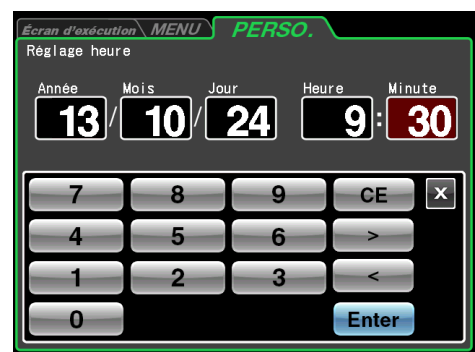 Écran d'exécution MENU PERSO.
Réglage heure
Année Mois Jour Heure Minute
13 / 10 / 24 9 : 30
7 8 9 CE X
4 5 6 >
1 2 3 <
0 Enter